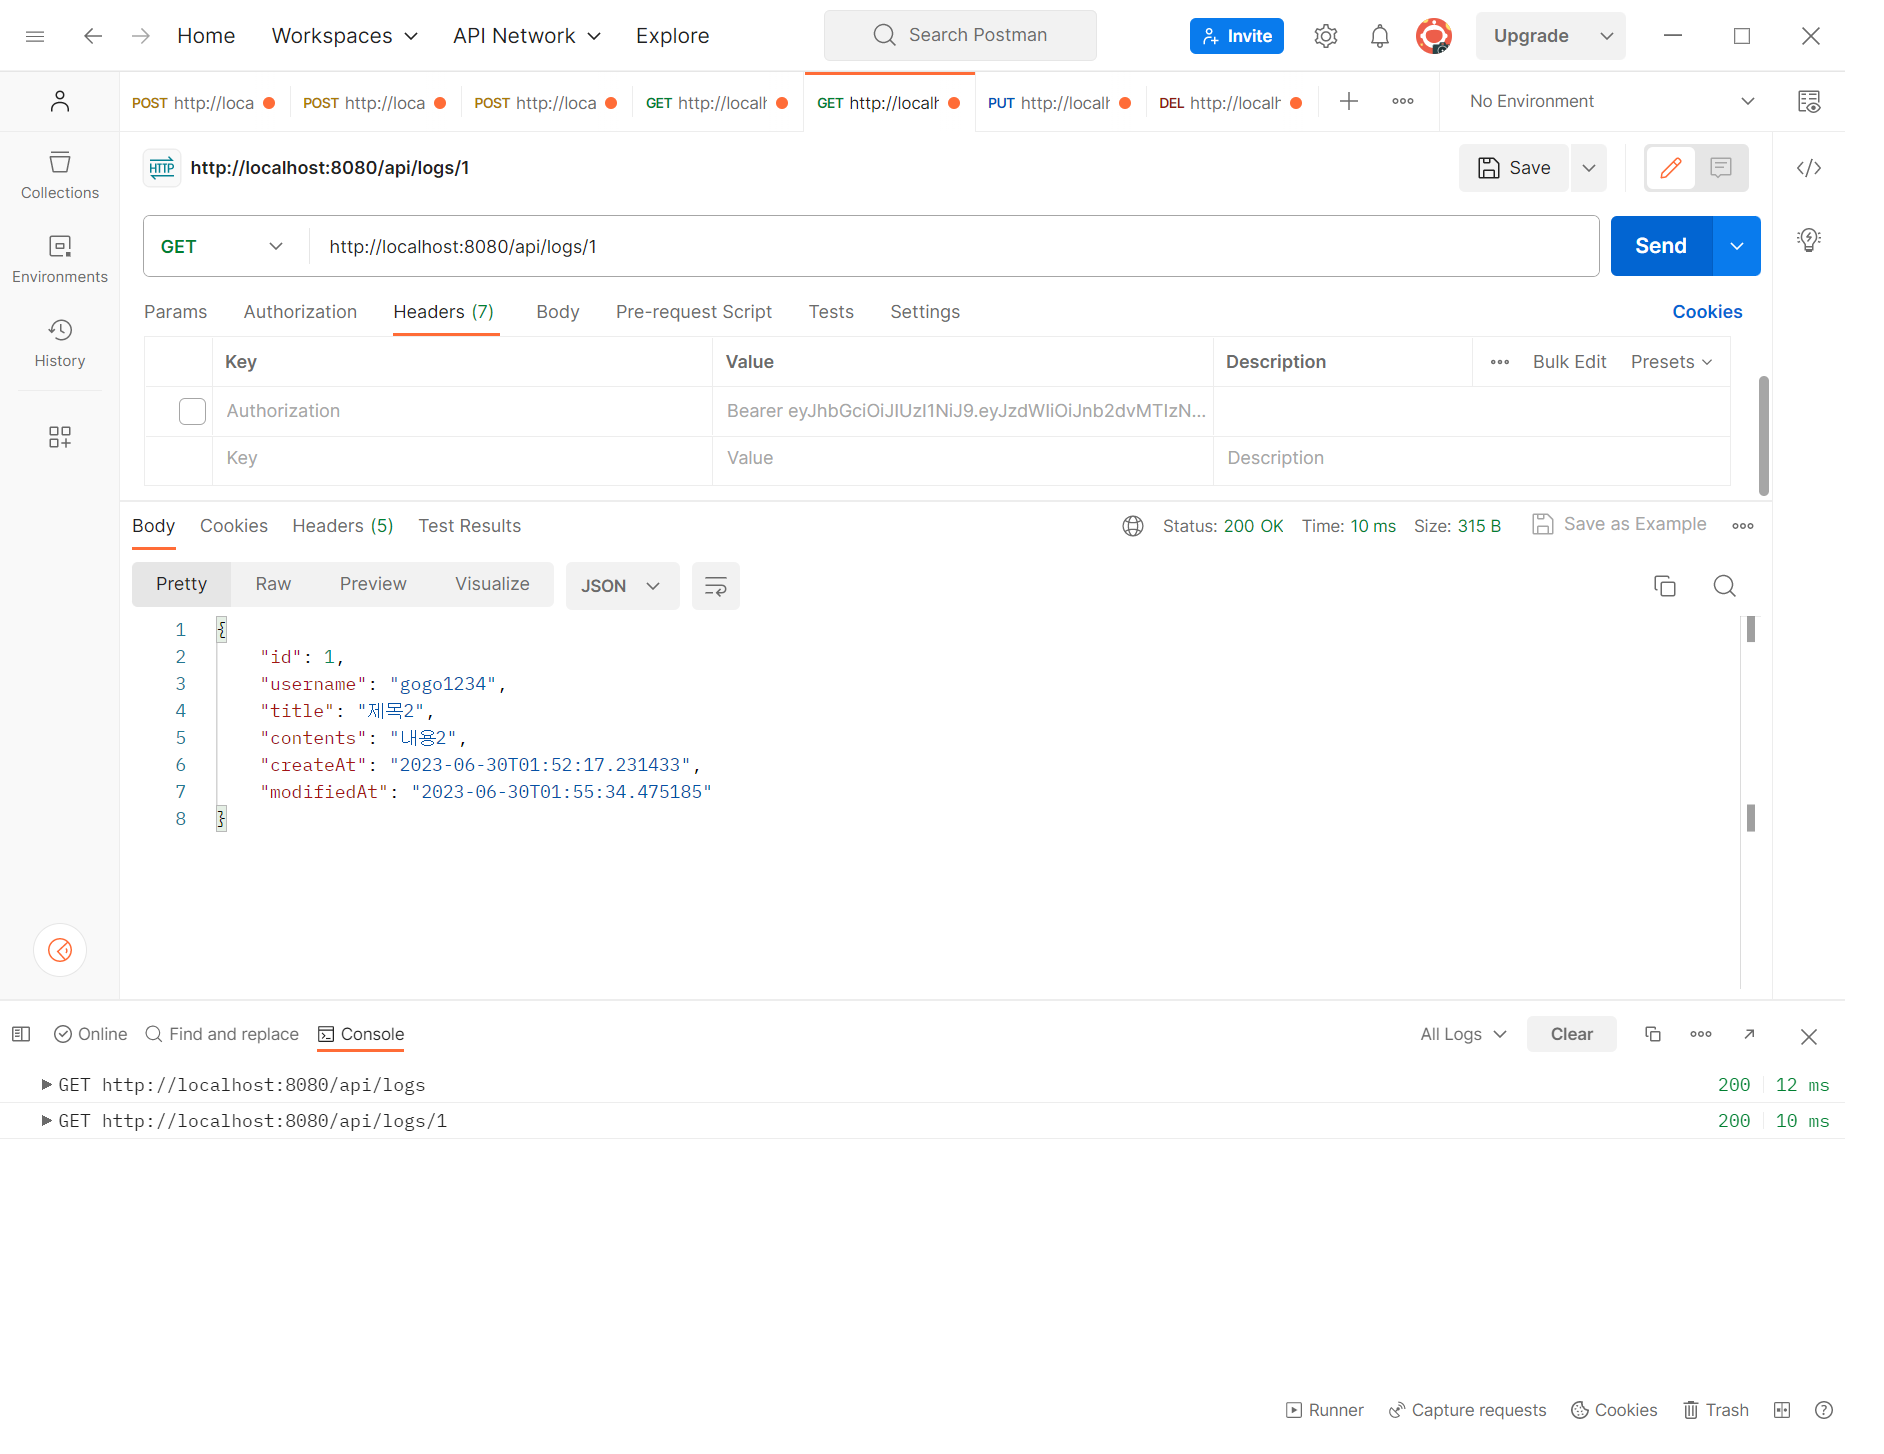 Home Workspaces API Network Explore Search Postman Invite Upgrade
POST http://loca POST http://loca POST http://loca GET http://localh GET http://localh PUT http://localh DEL http://localh No Environment
HTTP http://localhost:8080/api/logs/1 Save
Collections
GET http://localhost:8080/api/logs/1 Send
Environments
Params Authorization Headers (7) Body Pre-request Script Tests Settings Cookies
History
Key Value Description Bulk Edit Presets
Authorization Bearer eyJhbGciOiJIUzI1NiJ9.eyJzdWIiOiJnb2dvMTIzN...
Key Value Description
Body Cookies Headers (5) Test Results Status: 200 OK Time: 10 ms Size: 315 B Save as Example
Pretty Raw Preview Visualize JSON
1 {
2 "id": 1,
3 "username": "gogo1234",
4 "title": "제목2",
5 "contents": "내용2",
6 "createAt": "2023-06-30T01:52:17.231433",
7 "modifiedAt": "2023-06-30T01:55:34.475185"
8 }
Online Find and replace Console All Logs Clear
GET http://localhost:8080/api/logs 200 12 ms
GET http://localhost:8080/api/logs/1 200 10 ms
Runner Capture requests Cookies Trash